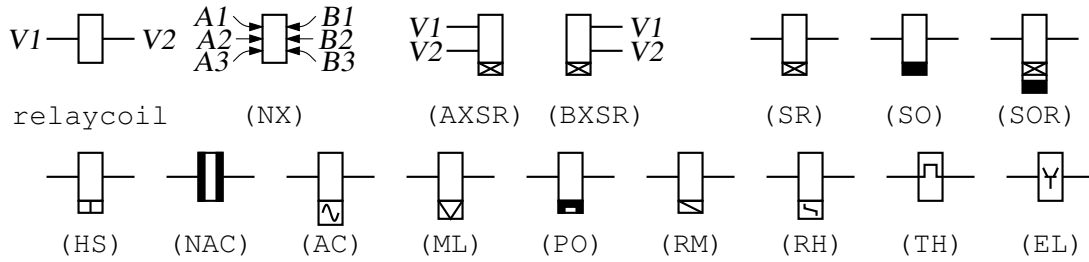 A1 B1 V1 V1
V1 V2 A2 B2 V2 V2
A3 B3
relaycoil (NX) (AXSR) (BXSR) (SR) (SO) (SOR)
(HS) (NAC) (AC) (ML) (PO) (RM) (RH) (TH) (EL)